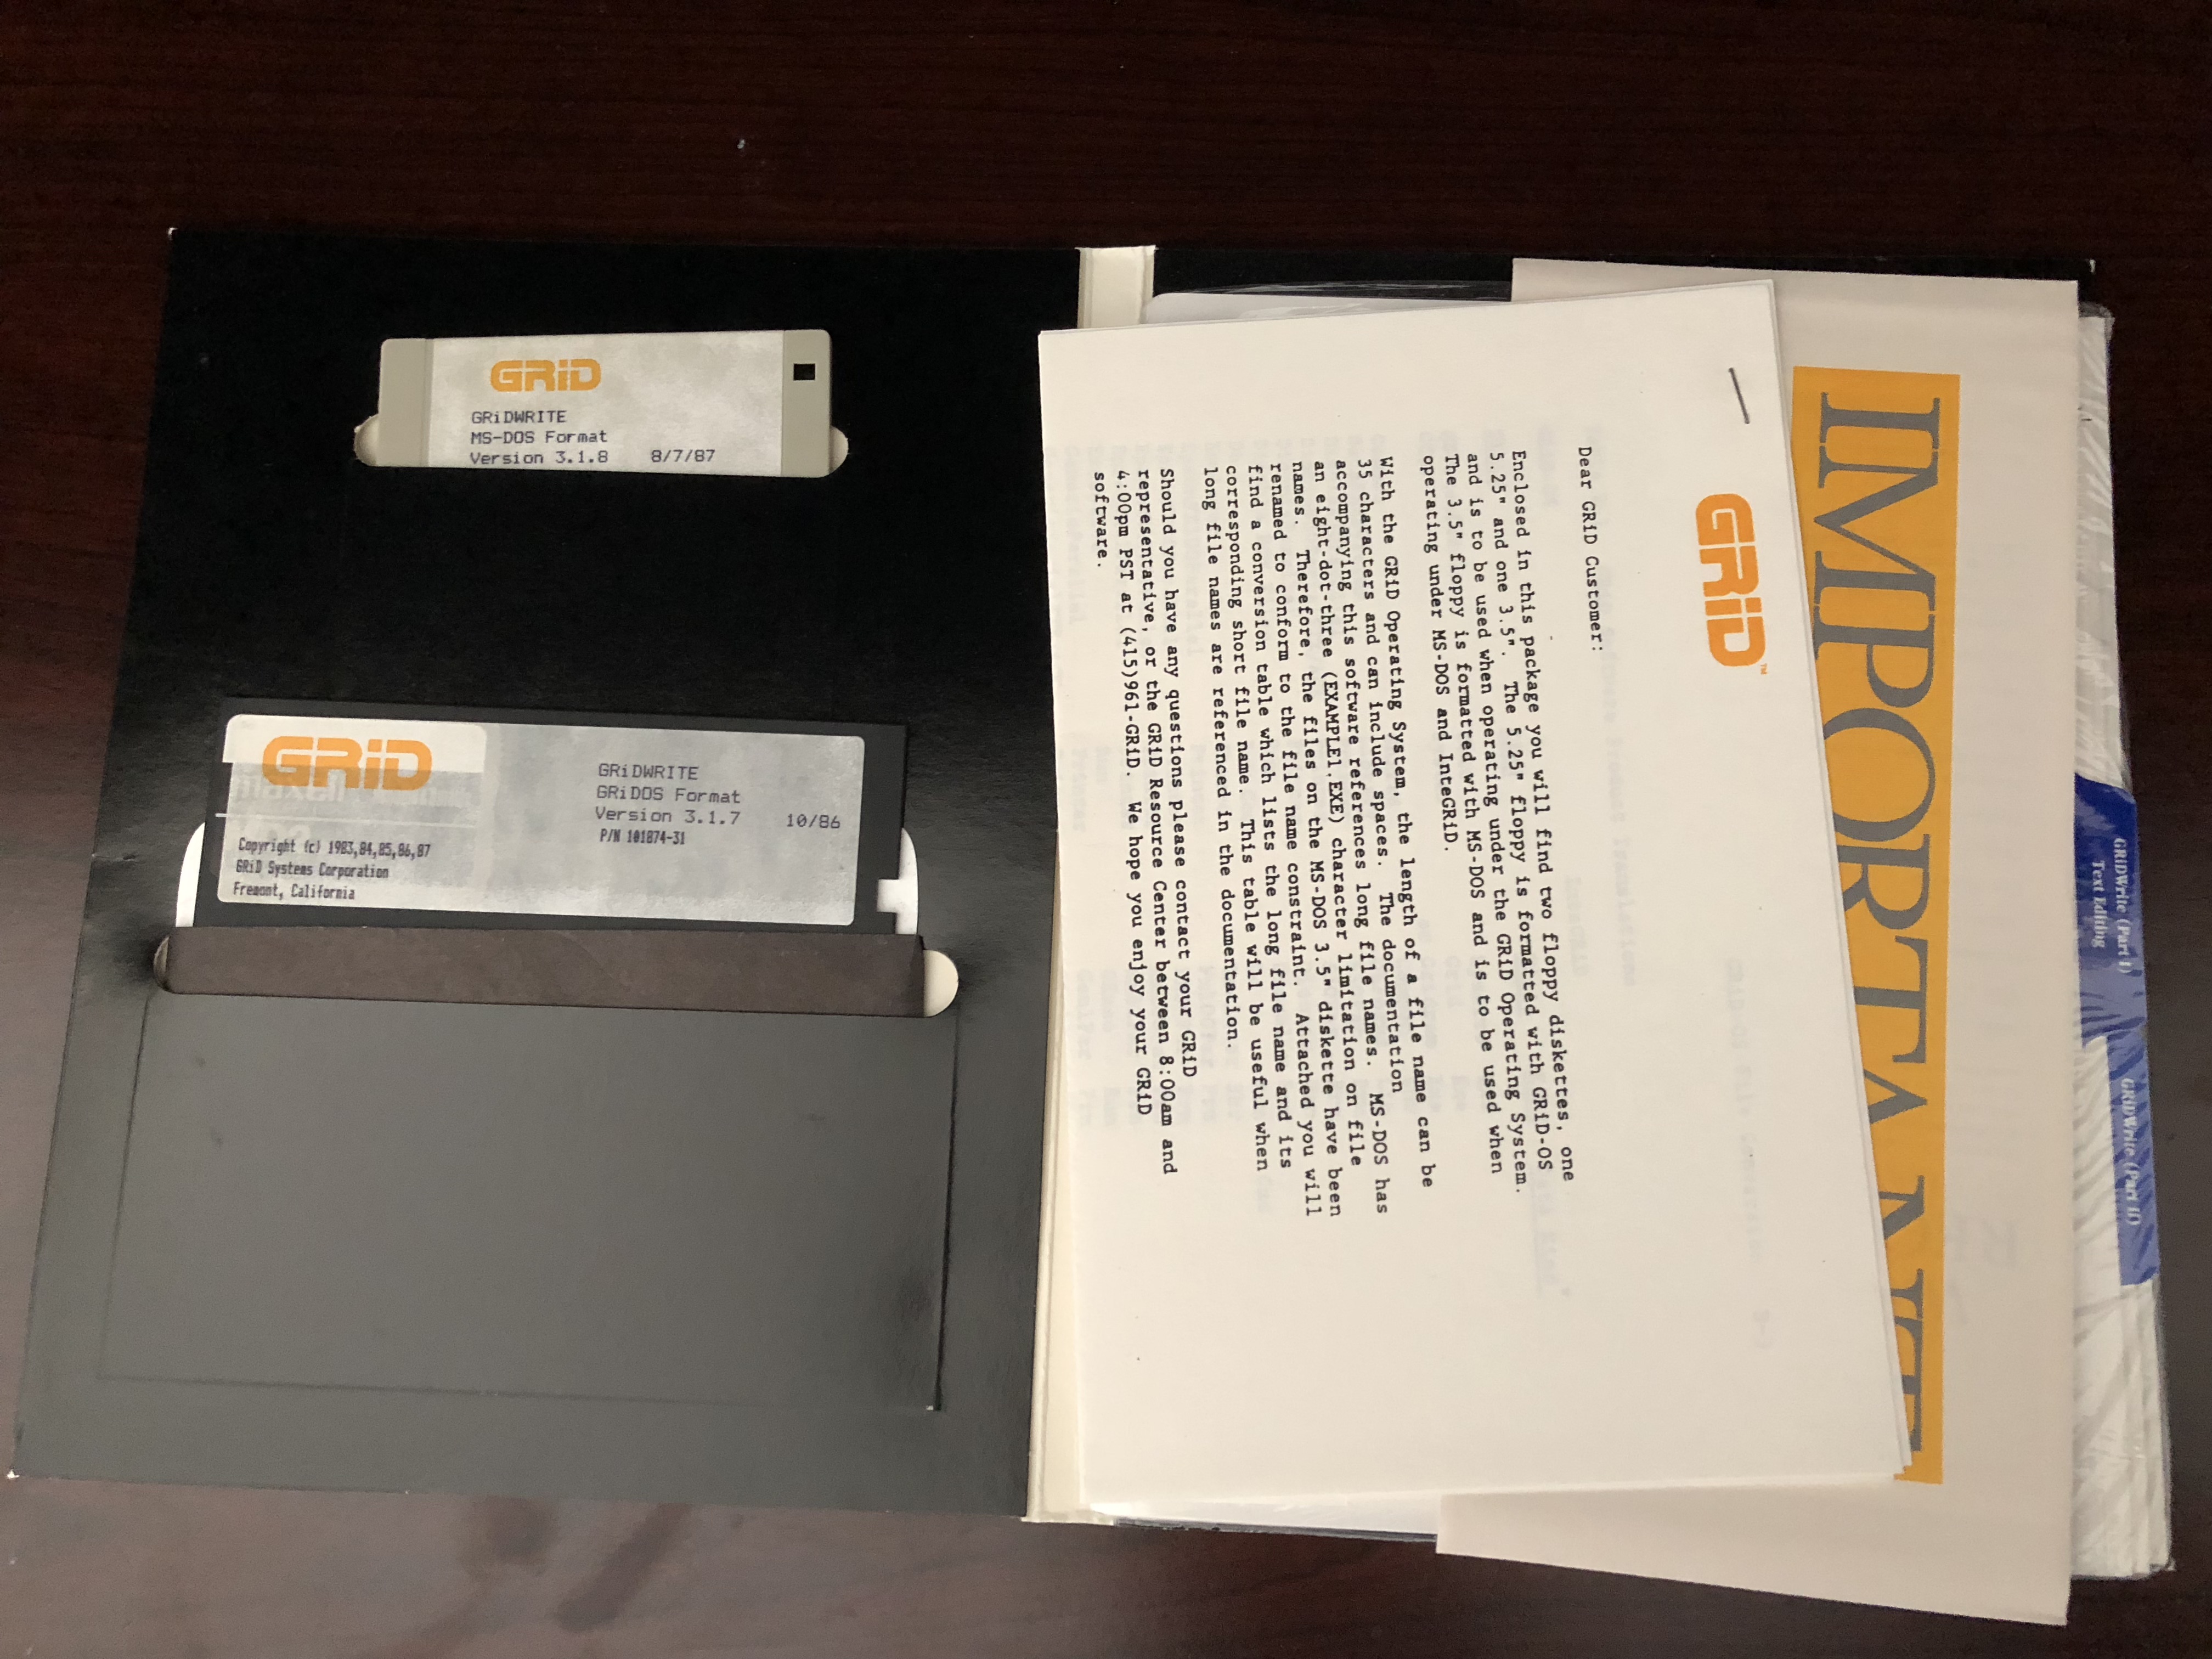 GRiD
GRiDWRITE
MS-DOS Format
Version 3.1.8 8/7/87
GRiD
maxell
Copyright (c) 1983,84,85,86,87
GRiD Systems Corporation
Fremont, California
GRiDWRITE
GRiDOS Format
Version 3.1.7 10/86
P/N 101874-31
GRiD™
Dear GRiD Customer:
Enclosed in this package you will find two floppy diskettes, one
5.25" and one 3.5". The 5.25" floppy is formatted with GRiD-OS
and is to be used when operating under the GRiD Operating System.
The 3.5" floppy is formatted with MS-DOS and is to be used when
operating under MS-DOS and InteGRiD.
With the GRiD Operating System, the length of a file name can be
35 characters and can include spaces. The documentation
accompanying this software references long file names. MS-DOS has
an eight-dot-three (EXAMPLE1.EXE) character limitation on file
names. Therefore, the files on the MS-DOS 3.5" diskette have been
renamed to conform to the file name constraint. Attached you will
find a conversion table which lists the long file name and its
corresponding short file name. This table will be useful when
long file names are referenced in the documentation.
Should you have any questions please contact your GRiD
representative, or the GRiD Resource Center between 8:00am and
4:00pm PST at (415)961-GRiD. We hope you enjoy your GRiD
software.
IMPORTANT
GRiDWrite (Part I)
Text Editing
GRiDWrite (Part II)